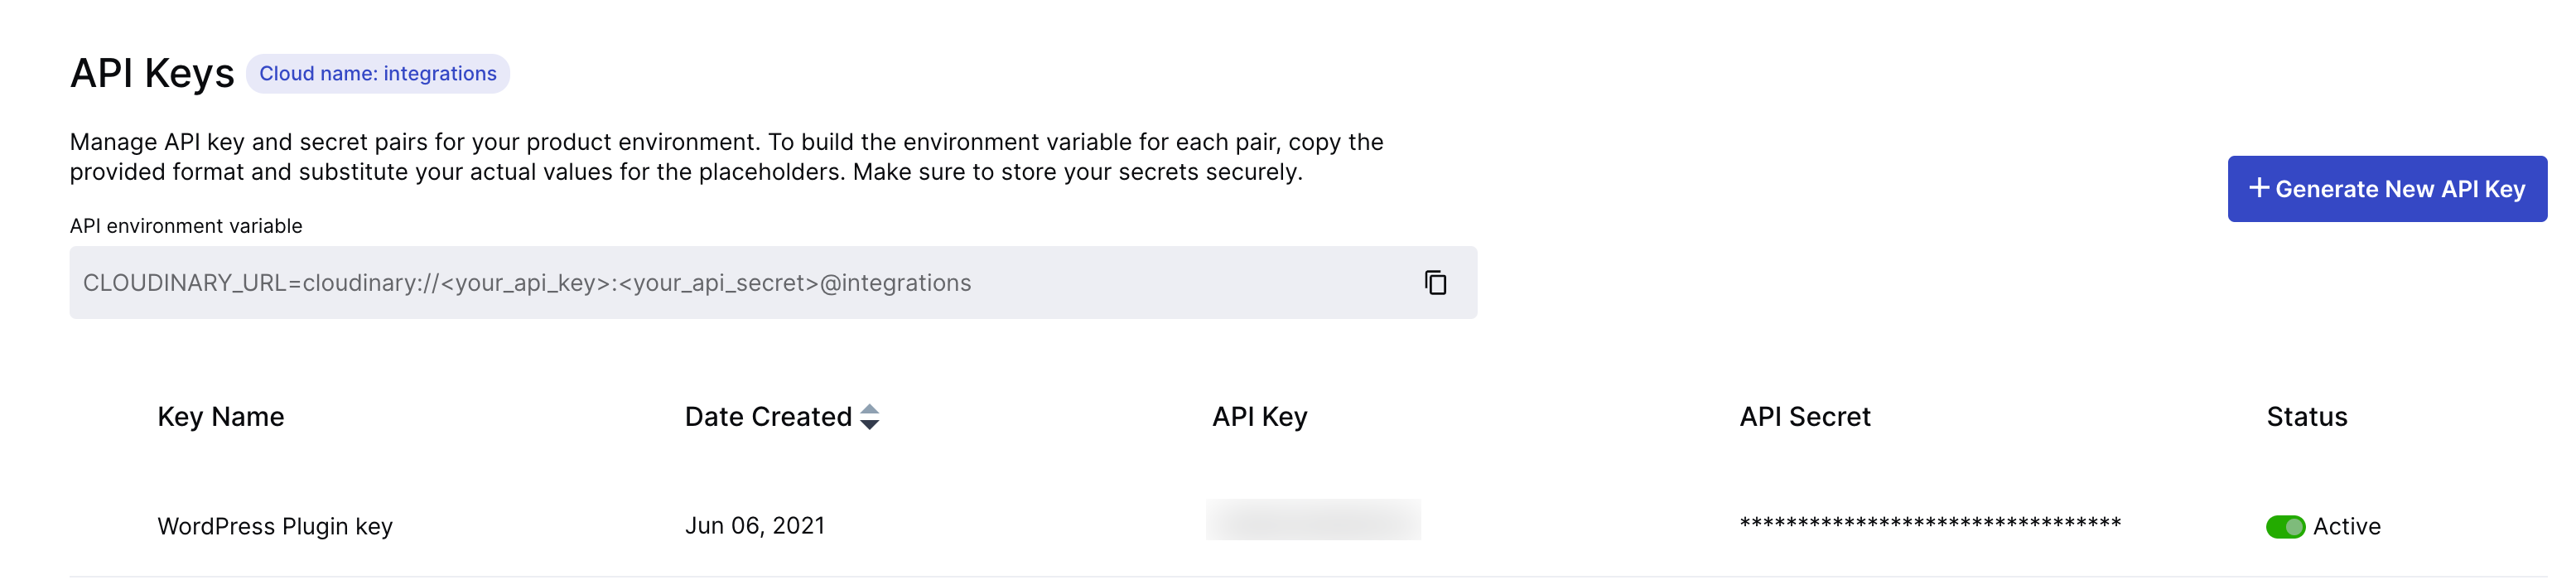 API Keys Cloud name: integrations
Manage API key and secret pairs for your product environment. To build the environment variable for each pair, copy the
provided format and substitute your actual values for the placeholders. Make sure to store your secrets securely.
+ Generate New API Key
API environment variable
CLOUDINARY_URL=cloudinary://<your_api_key>:<your_api_secret>@integrations
Key Name Date Created API Key API Secret Status
WordPress Plugin key Jun 06, 2021 ********************************* Active